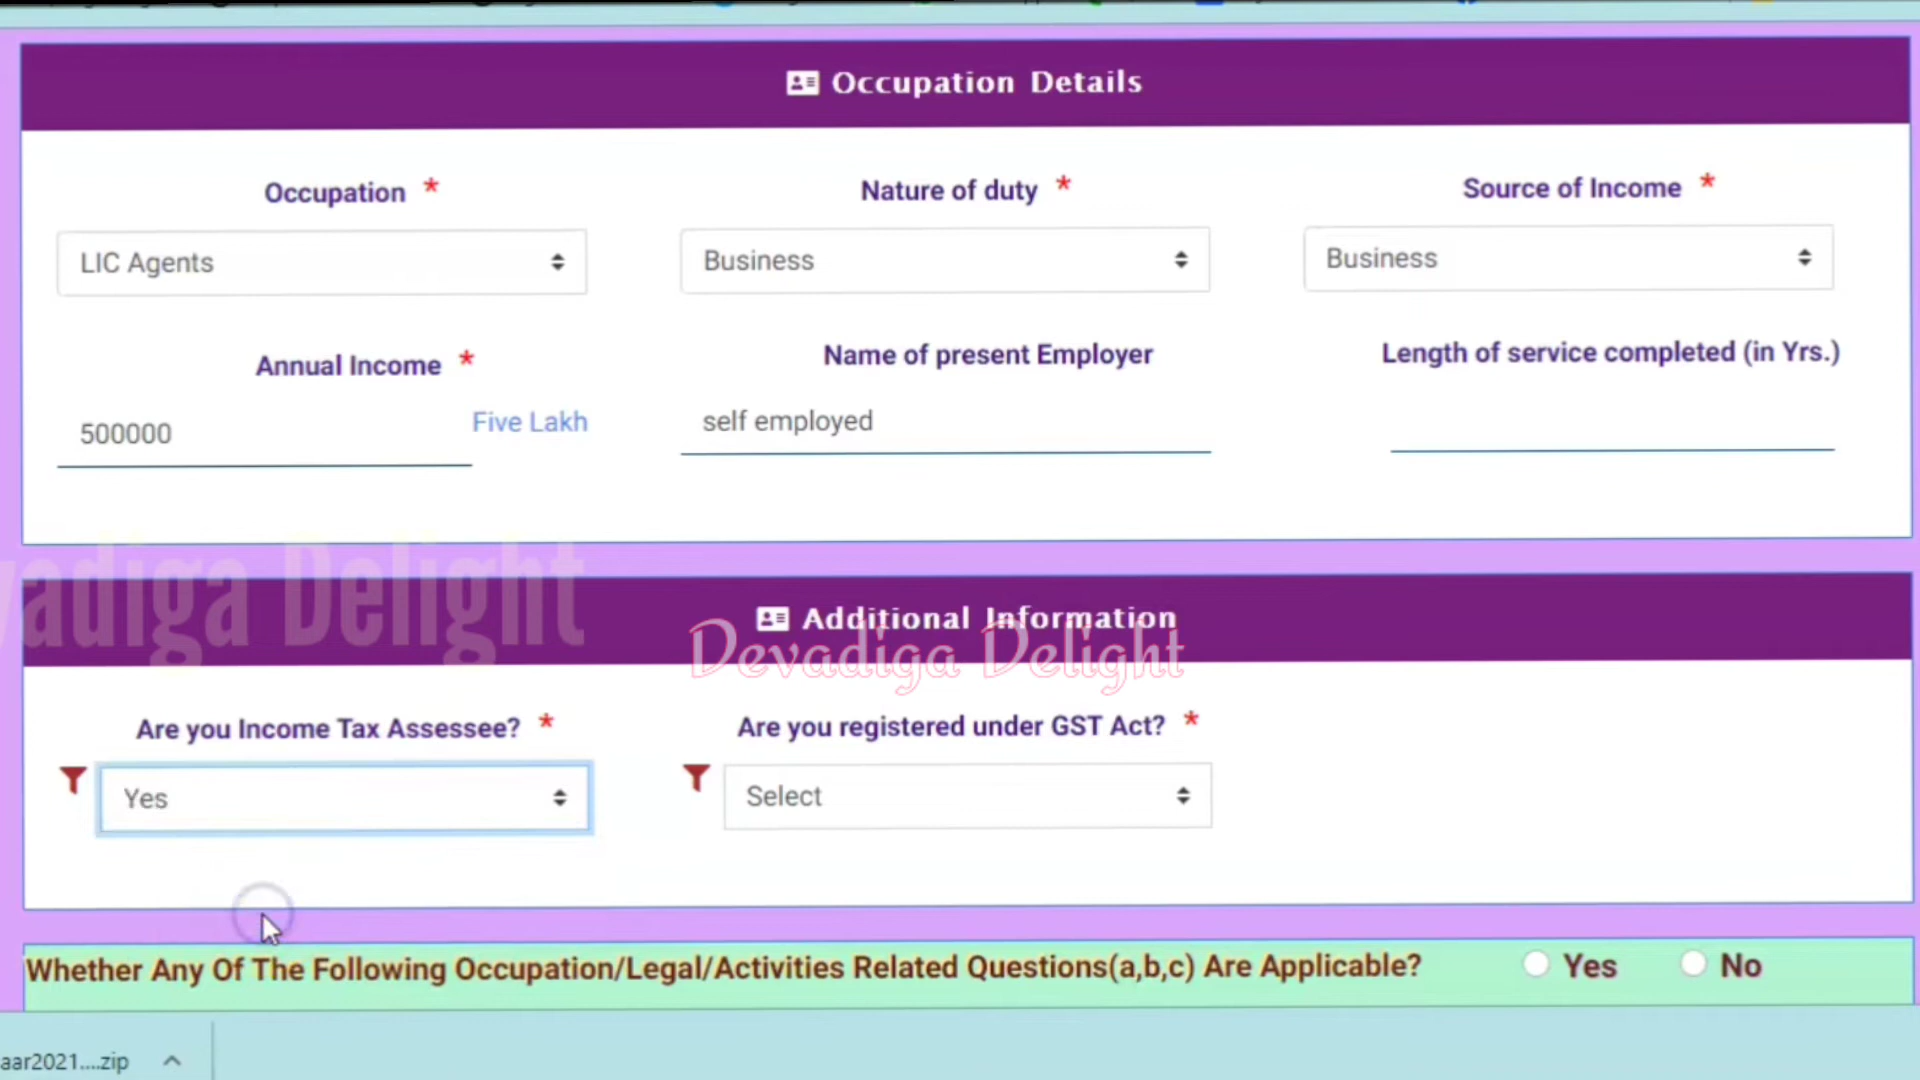 Occupation Details
Occupation *
Nature of duty *
Source of Income *
LIC Agents
Business
Business
Annual Income *
Name of present Employer
Length of service completed (in Yrs.)
500000
Five Lakh
self employed
vadiga Delight
Additional Information
Devadiga Delight
Are you Income Tax Assessee? *
Are you registered under GST Act? *
Yes
Select
Whether Any Of The Following Occupation/Legal/Activities Related Questions(a,b,c) Are Applicable?
Yes
No
aar2021....zip